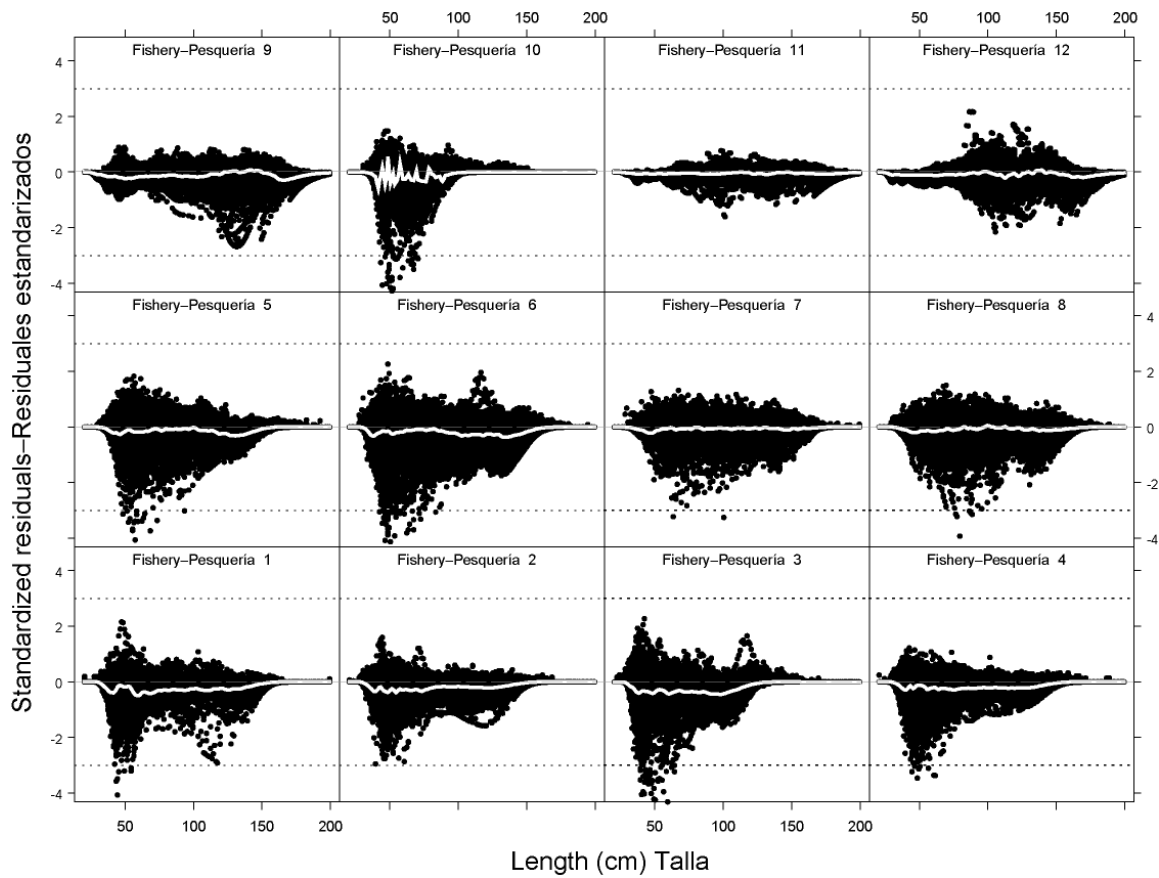 50 100 150 200
Fishery–Pesquería 9 Fishery–Pesquería 10 Fishery–Pesquería 11 Fishery–Pesquería 12
4
2
0
-2
-4
Fishery–Pesquería 5 Fishery–Pesquería 6 Fishery–Pesquería 7 Fishery–Pesquería 8
4
2
0
-2
-4
Fishery–Pesquería 1 Fishery–Pesquería 2 Fishery–Pesquería 3 Fishery–Pesquería 4
4
2
0
-2
-4
50 100 150 200
50 100 150 200
50 100 150 200
Standardized residuals–Residuales estandarizados
Length (cm) Talla